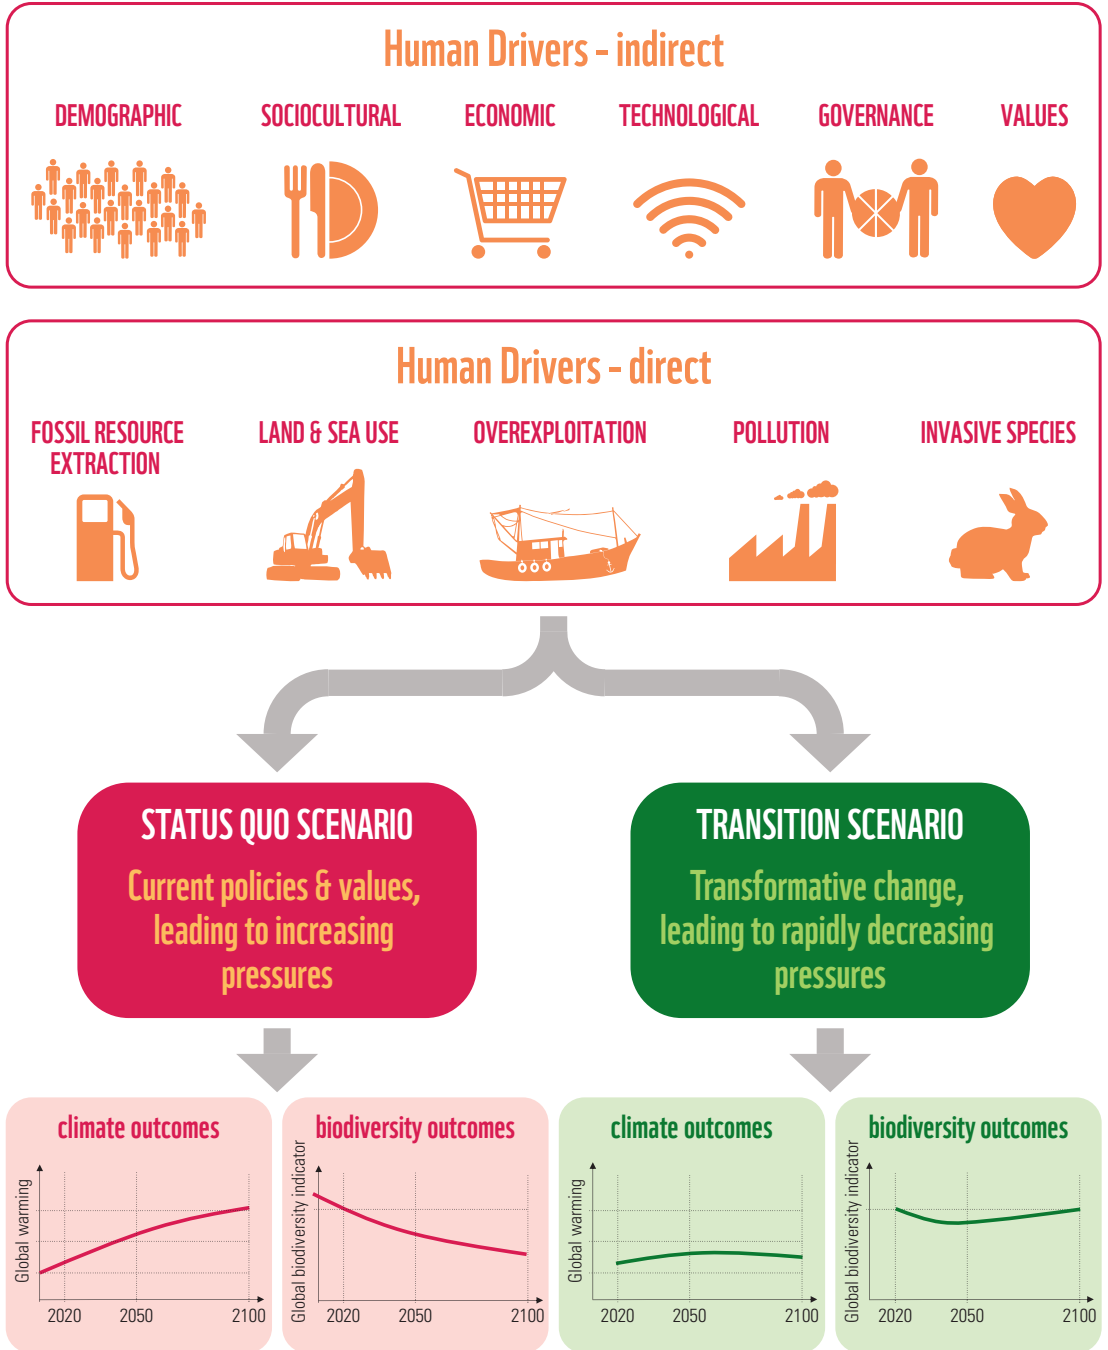 Human Drivers – indirect
DEMOGRAPHIC
SOCIOCULTURAL
ECONOMIC
TECHNOLOGICAL
GOVERNANCE
VALUES
Human Drivers – direct
FOSSIL RESOURCE
EXTRACTION
LAND & SEA USE
OVEREXPLOITATION
POLLUTION
INVASIVE SPECIES
STATUS QUO SCENARIO
Current policies & values,
leading to increasing
pressures
TRANSITION SCENARIO
Transformative change,
leading to rapidly decreasing
pressures
climate outcomes
Global warming
2020 2050 2100
biodiversity outcomes
Global biodiversity indicator
2020 2050 2100
climate outcomes
Global warming
2020 2050 2100
biodiversity outcomes
Global biodiversity indicator
2020 2050 2100